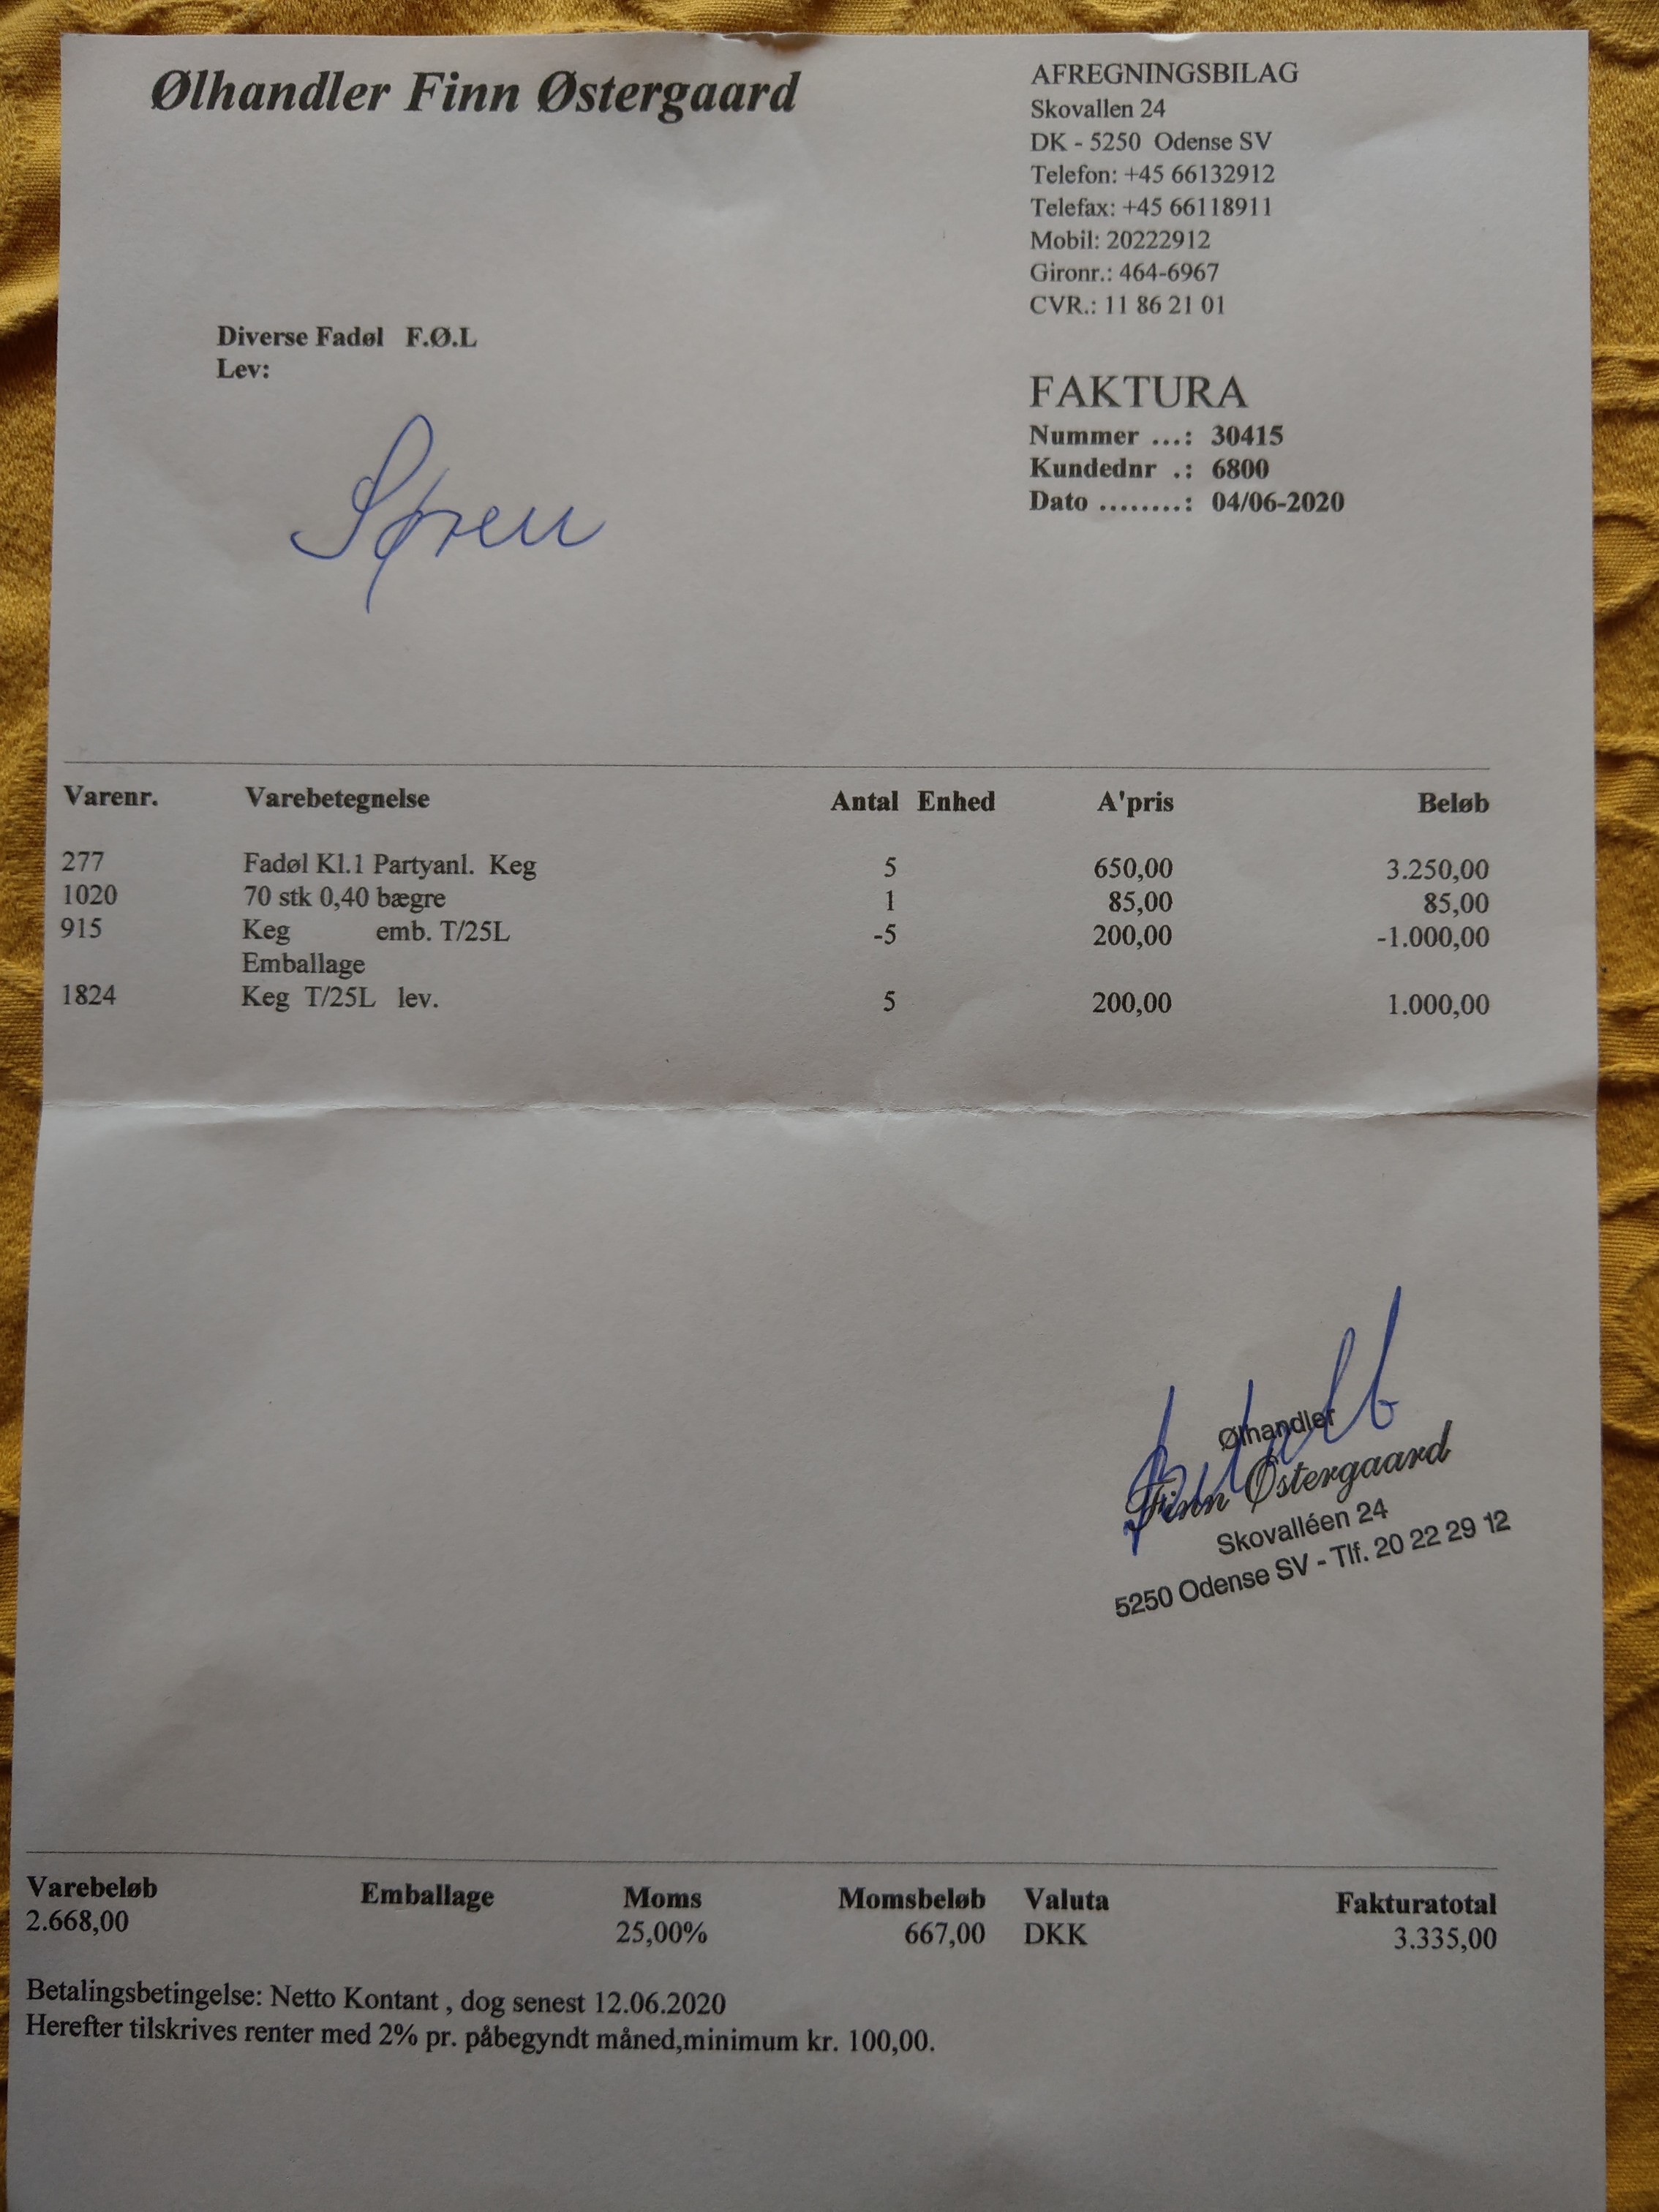 Ølhandler Finn Østergaard
AFREGNINGSBILAG
Skovallen 24
DK - 5250 Odense SV
Telefon: +45 66132912
Telefax: +45 66118911
Mobil: 20222912
Gironr.: 464-6967
CVR.: 11 86 21 01
Diverse Fadøl F.Ø.L
Lev:
Søren
FAKTURA
Nummer ...: 30415
Kundednr .: 6800
Dato ........: 04/06-2020
Varenr. Varebetegnelse Antal Enhed A'pris Beløb
277 Fadøl Kl.1 Partyanl. Keg 5 650,00 3.250,00
1020 70 stk 0,40 bægre 1 85,00 85,00
915 Keg emb. T/25L -5 200,00 -1.000,00
Emballage
1824 Keg T/25L lev. 5 200,00 1.000,00
Ølhandler
Finn Østergaard
Skovalléen 24
5250 Odense SV - Tlf. 20 22 29 12
Varebeløb Emballage Moms Momsbeløb Valuta Fakturatotal
2.668,00 25,00% 667,00 DKK 3.335,00
Betalingsbetingelse: Netto Kontant , dog senest 12.06.2020
Herefter tilskrives renter med 2% pr. påbegyndt måned,minimum kr. 100,00.